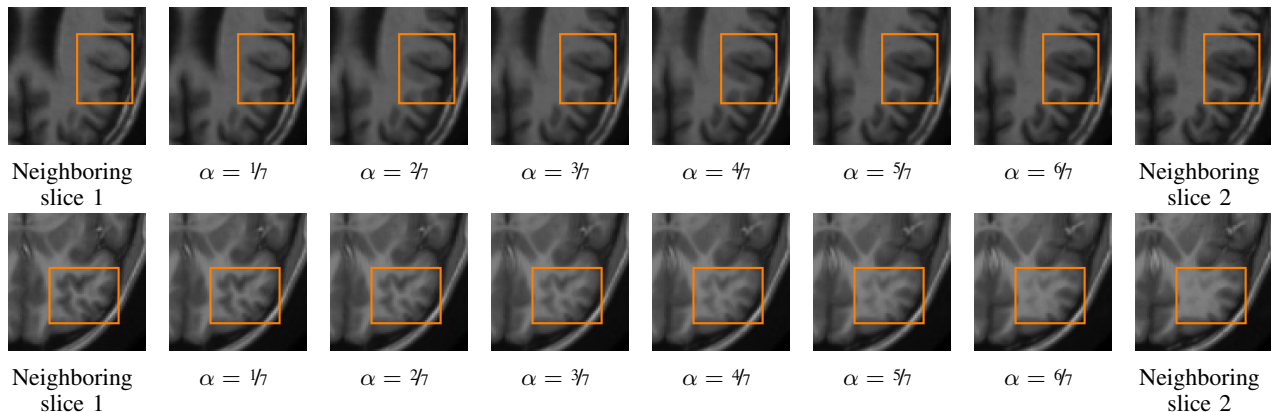 Neighboring α = 1/7 α = 2/7 α = 3/7 α = 4/7 α = 5/7 α = 6/7 Neighboring
slice 1 slice 2
Neighboring α = 1/7 α = 2/7 α = 3/7 α = 4/7 α = 5/7 α = 6/7 Neighboring
slice 1 slice 2